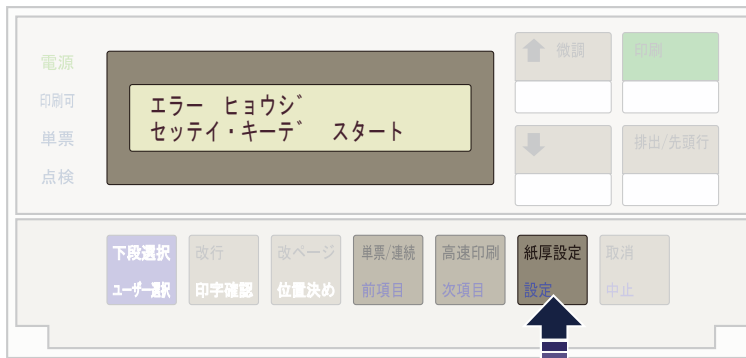 電源
印刷可
単票
点検
エラー ヒョウジ゛
セッテイ・キーデ゛ スタート
微調
印刷
排出/先頭行
下段選択
ユーザー選択
改行
印字確認
改ページ
位置決め
単票/連続
前項目
高速印刷
次項目
紙厚設定
設定
取消
中止